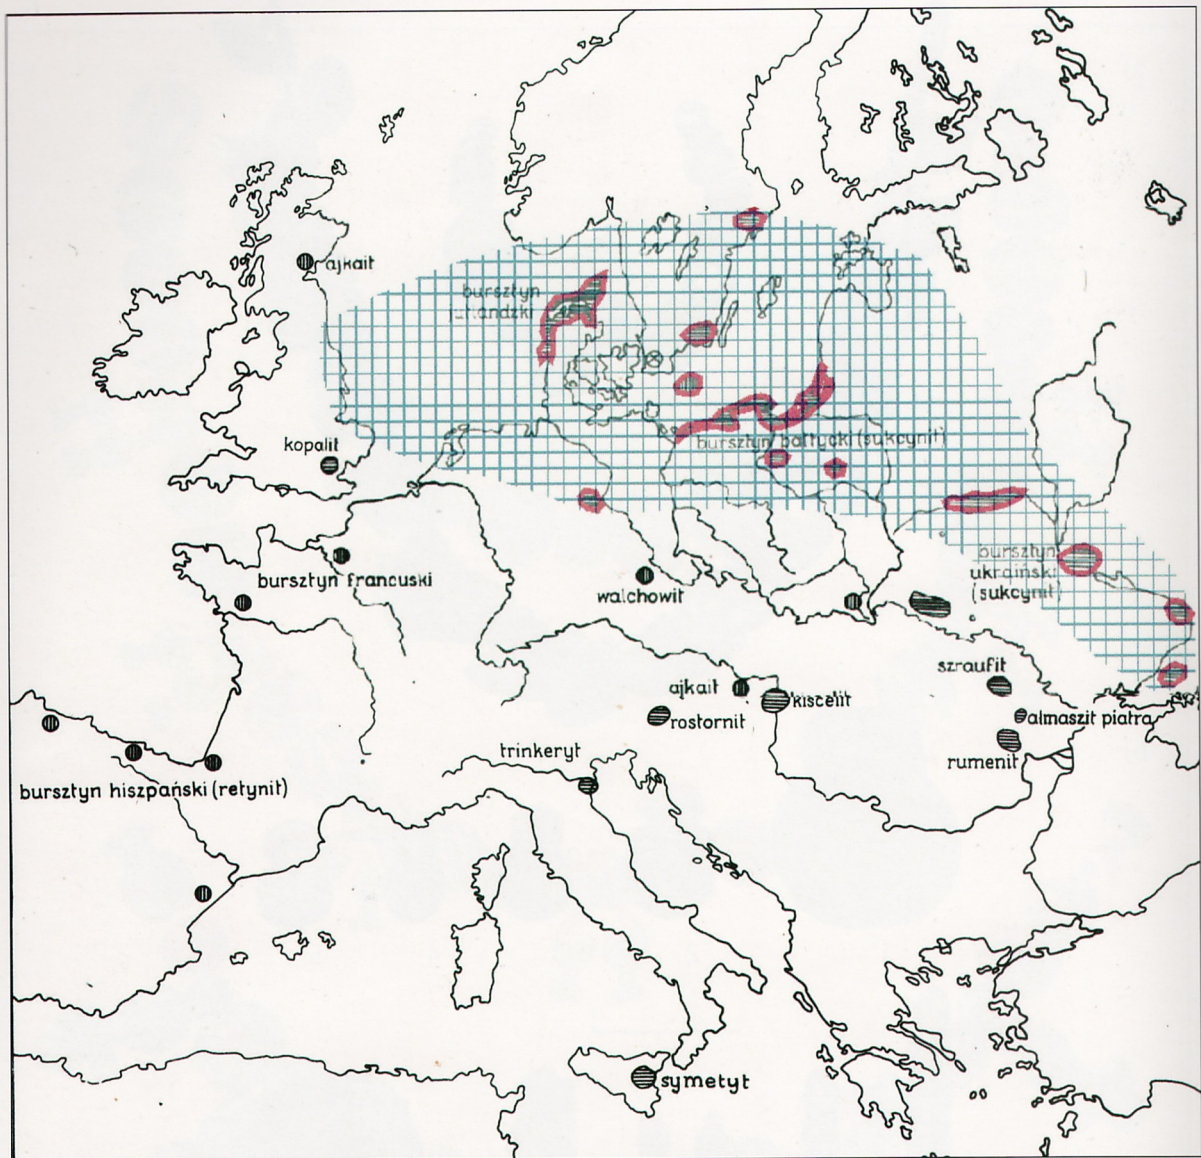 ajkait
bursztyn
j_tlandzki
kopalit
bursztyn bałtycki (sukcynit)
bursztyn francuski
walchowit
bursztyn
ukraiński
(sukcynit)
szraufit
ajkait
kiscelit
rostornit
almaszit piatra
trinkeryt
rumenit
bursztyn hiszpański (retynit)
symetyt